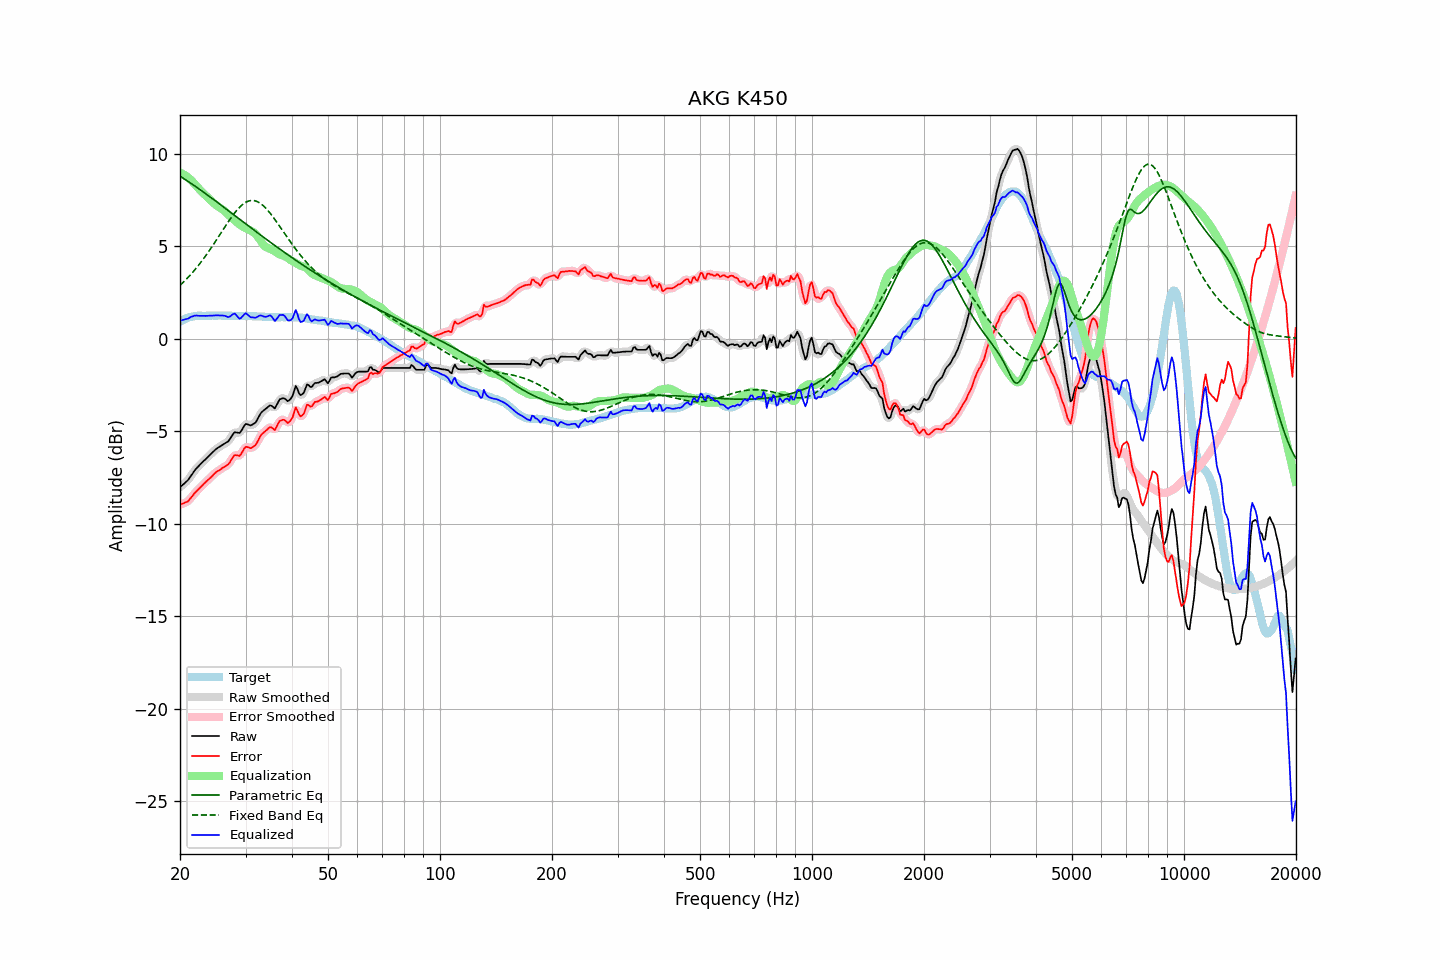 AKG K450
10
5
0
−5
−10
−15
−20
−25
Amplitude (dBr)
Target
Raw Smoothed
Error Smoothed
Raw
Error
Equalization
Parametric Eq
Fixed Band Eq
Equalized
20 50 100 200 500 1000 2000 5000 10000 20000
Frequency (Hz)